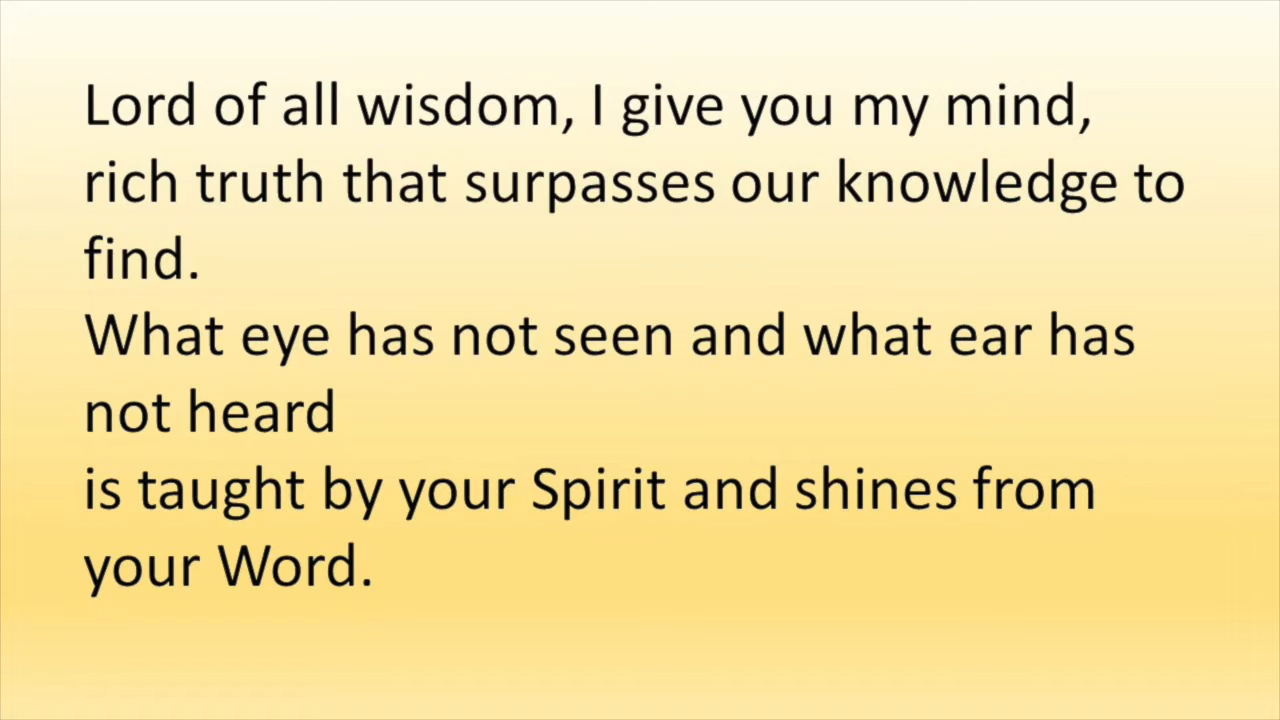 Lord of all wisdom, I give you my mind,
rich truth that surpasses our knowledge to
find.
What eye has not seen and what ear has
not heard
is taught by your Spirit and shines from
your Word.